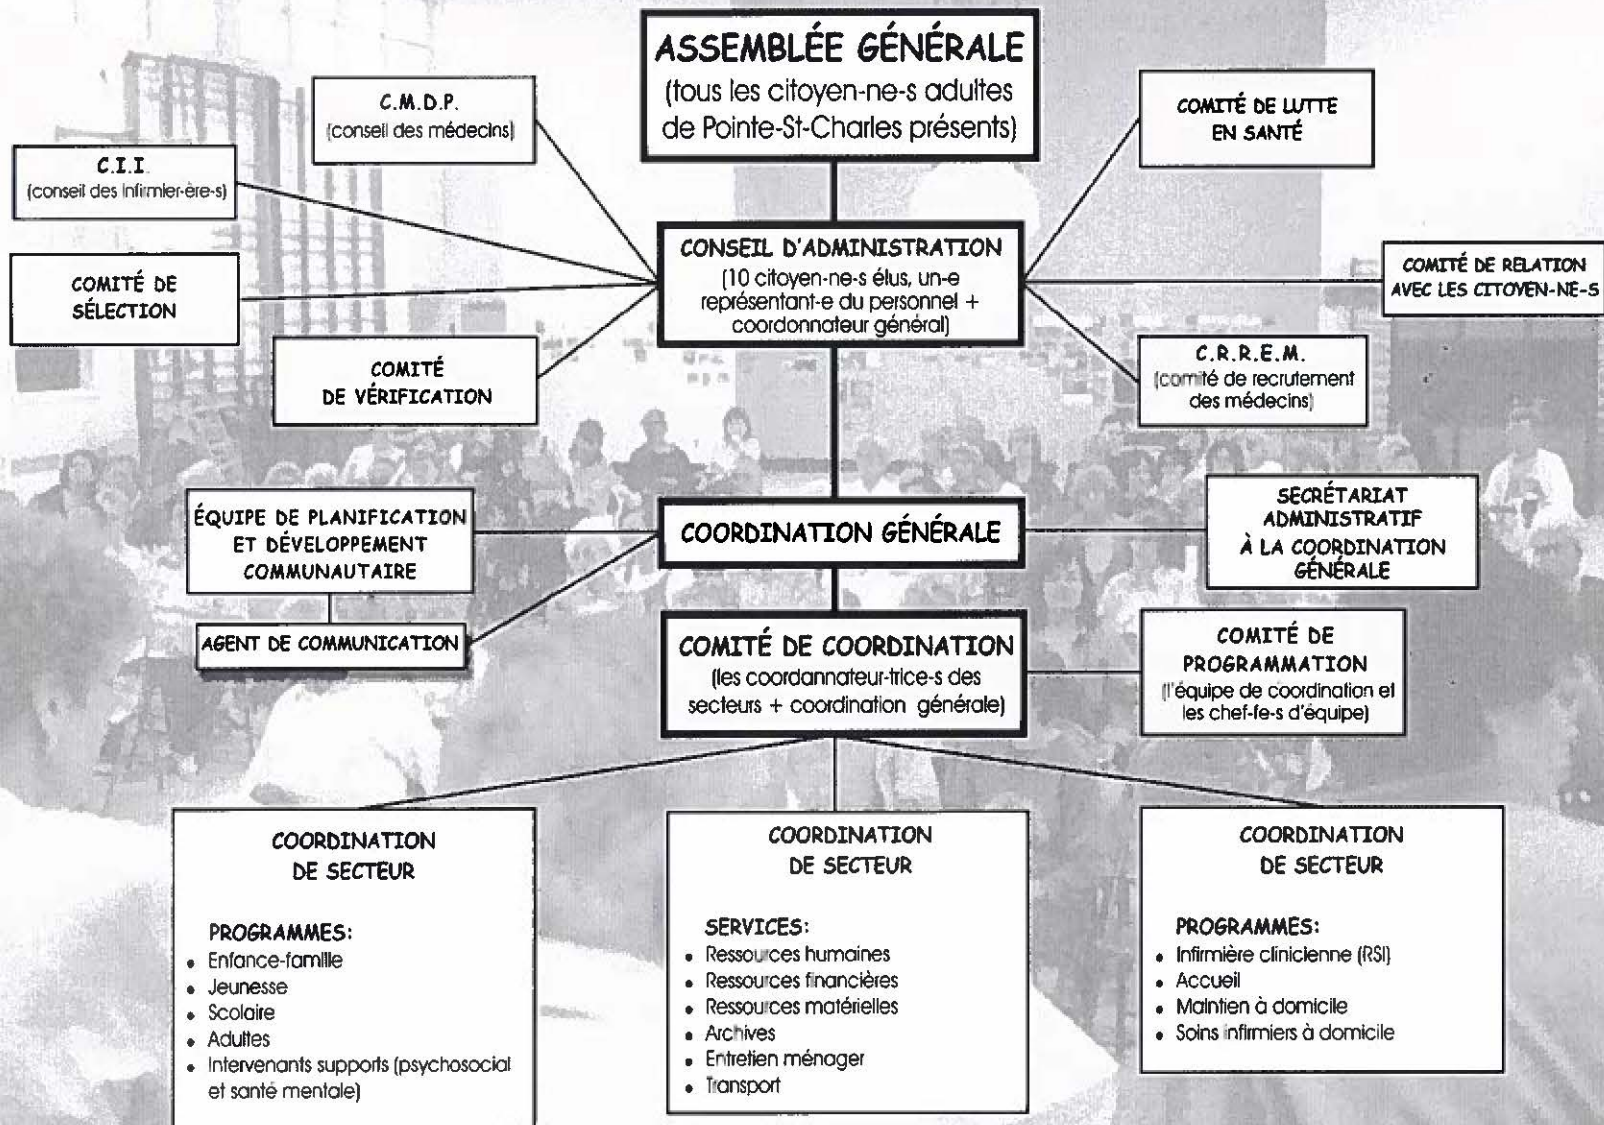 ASSEMBLÉE GÉNÉRALE
(tous les citoyen-ne-s adultes
de Pointe-St-Charles présents)
C.M.D.P.
(conseil des médecins)
COMITÉ DE LUTTE
EN SANTÉ
C.I.I.
(conseil des infirmier-ère-s)
CONSEIL D'ADMINISTRATION
(10 citoyen-ne-s élus, un-e
représentant-e du personnel +
coordonnateur général)
COMITÉ DE RELATION
AVEC LES CITOYEN-NE-S
COMITÉ DE
SÉLECTION
COMITÉ
DE VÉRIFICATION
C.R.R.E.M.
(comité de recrutement
des médecins)
ÉQUIPE DE PLANIFICATION
ET DÉVELOPPEMENT
COMMUNAUTAIRE
COORDINATION GÉNÉRALE
SECRÉTARIAT
ADMINISTRATIF
À LA COORDINATION
GÉNÉRALE
AGENT DE COMMUNICATION
COMITÉ DE COORDINATION
(les coordannateur-trice-s des
secteurs + coordination générale)
COMITÉ DE
PROGRAMMATION
(l'équipe de coordination et
les chef-fe-s d'équipe)
COORDINATION
DE SECTEUR
PROGRAMMES:
• Enfance-famille
• Jeunesse
• Scolaire
• Adultes
• Intervenants supports (psychosocial
et santé mentale)
COORDINATION
DE SECTEUR
SERVICES:
• Ressources humaines
• Ressources financières
• Ressources matérielles
• Archives
• Entretien ménager
• Transport
COORDINATION
DE SECTEUR
PROGRAMMES:
• Infirmière clinicienne (RSI)
• Accueil
• Maintien à domicile
• Soins infirmiers à domicile